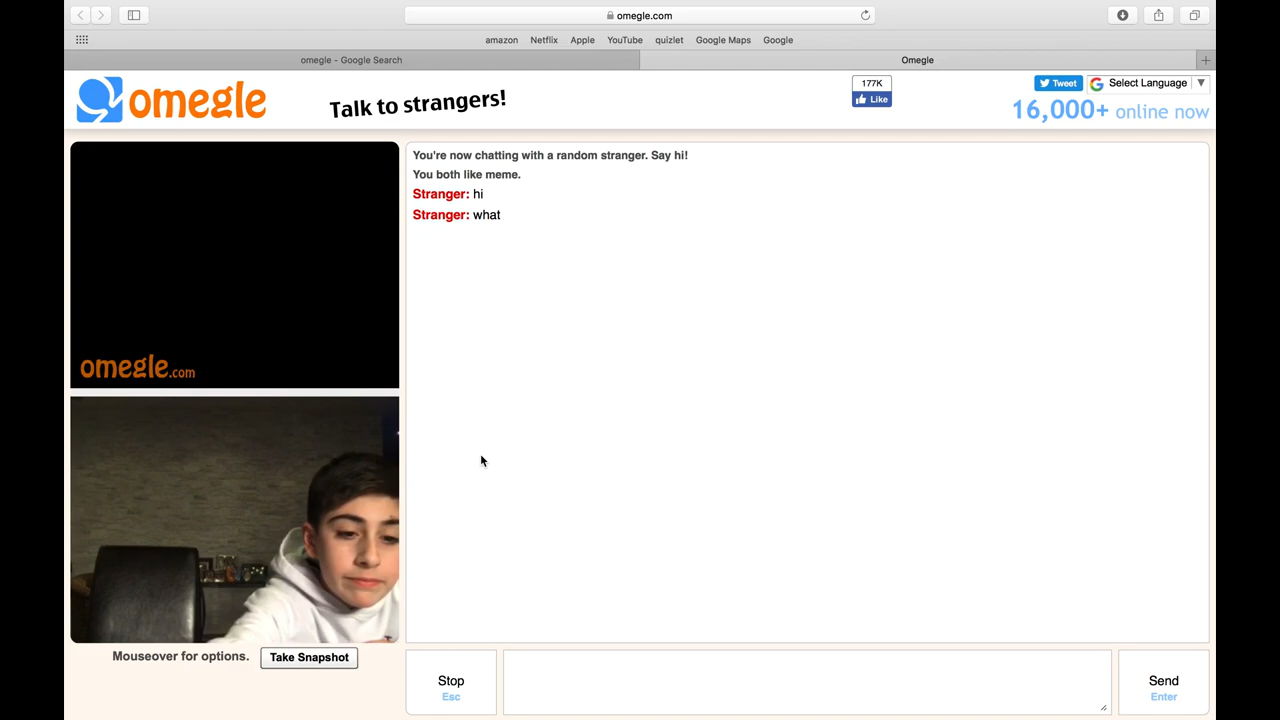 omegle.com
amazon Netflix Apple YouTube quizlet Google Maps Google
omegle - Google Search
Omegle
omegle
Talk to strangers!
177K
Like
Tweet
Select Language
16,000+ online now
You're now chatting with a random stranger. Say hi!
You both like meme.
Stranger: hi
Stranger: what
omegle.com
Mouseover for options.
Take Snapshot
Stop
Esc
Send
Enter